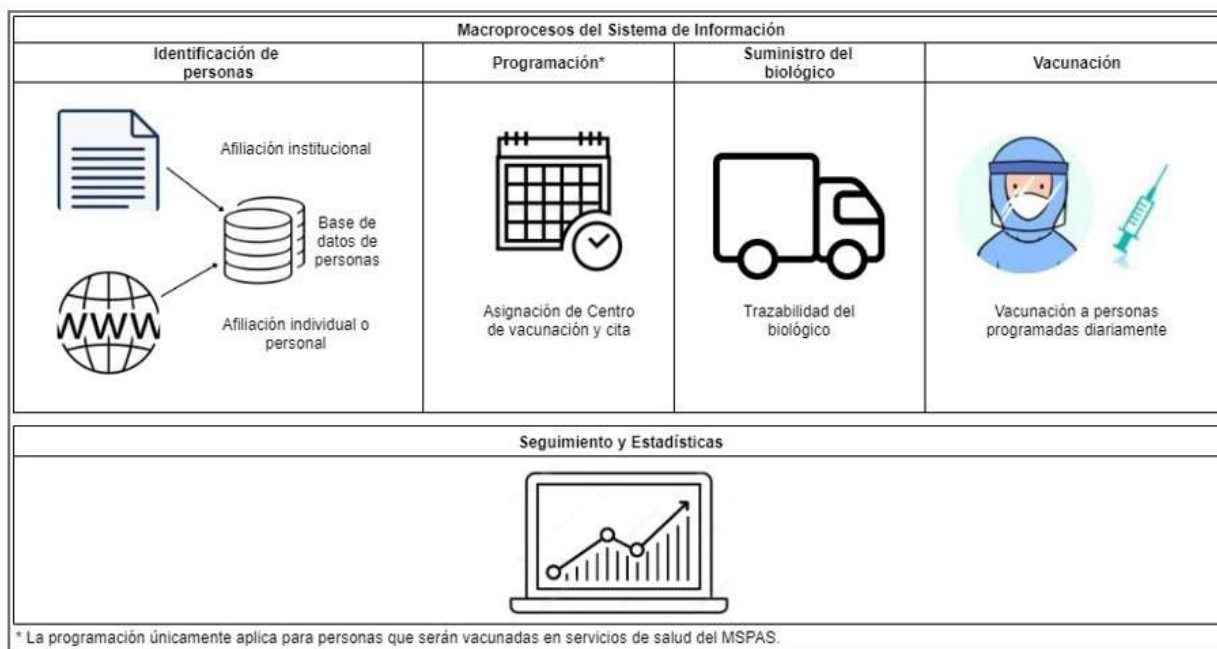 Macroprocesos del Sistema de Información
Identificación de
personas
Programación*
Suministro del
biológico
Vacunación
Afiliación institucional
Base de
datos de
personas
WWW
Afiliación individual o
personal
Asignación de Centro
de vacunación y cita
Trazabilidad del
biológico
Vacunación a personas
programadas diariamente
Seguimiento y Estadísticas
* La programación únicamente aplica para personas que serán vacunadas en servicios de salud del MSPAS.